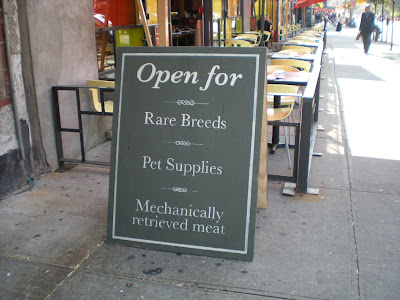 Open for
Rare Breeds
Pet Supplies
Mechanically
retrieved meat